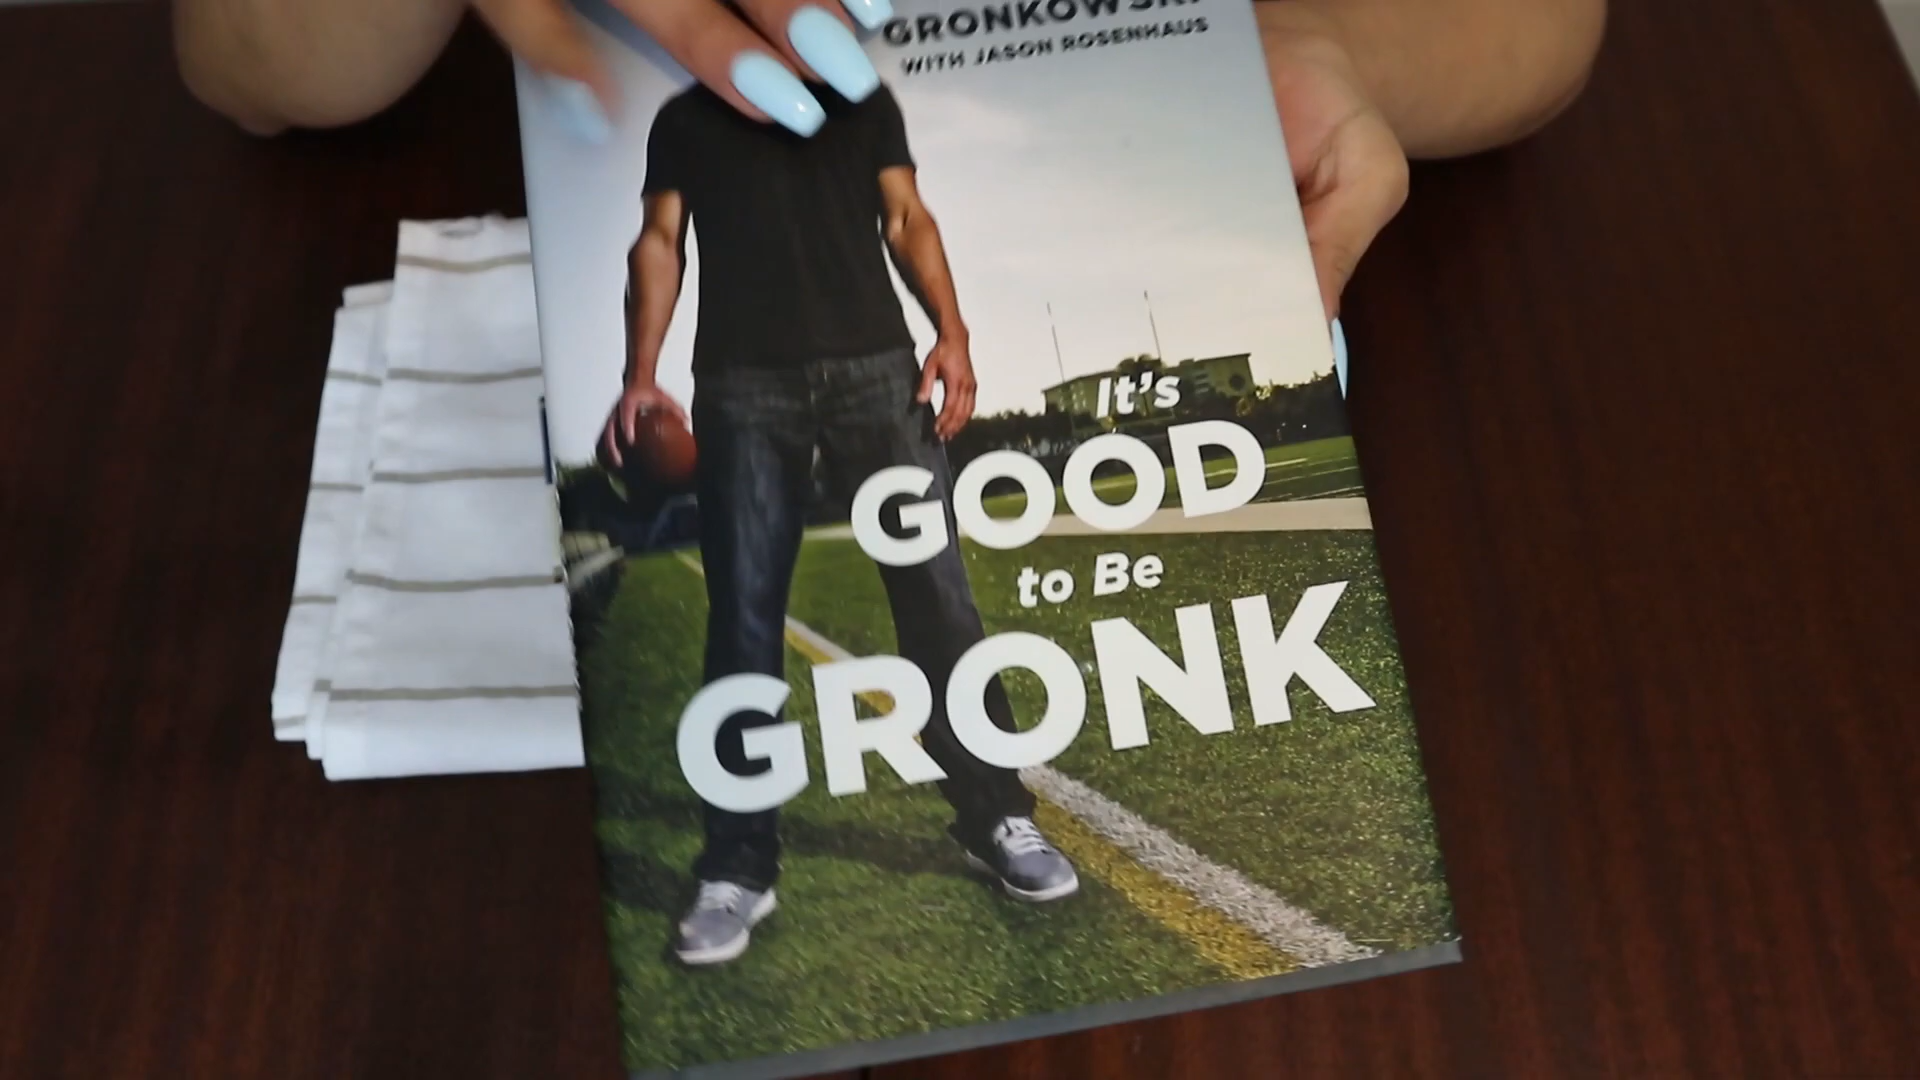 GRONKOWSKI
WITH JASON ROSENHAUS
It's
GOOD
to Be
GRONK